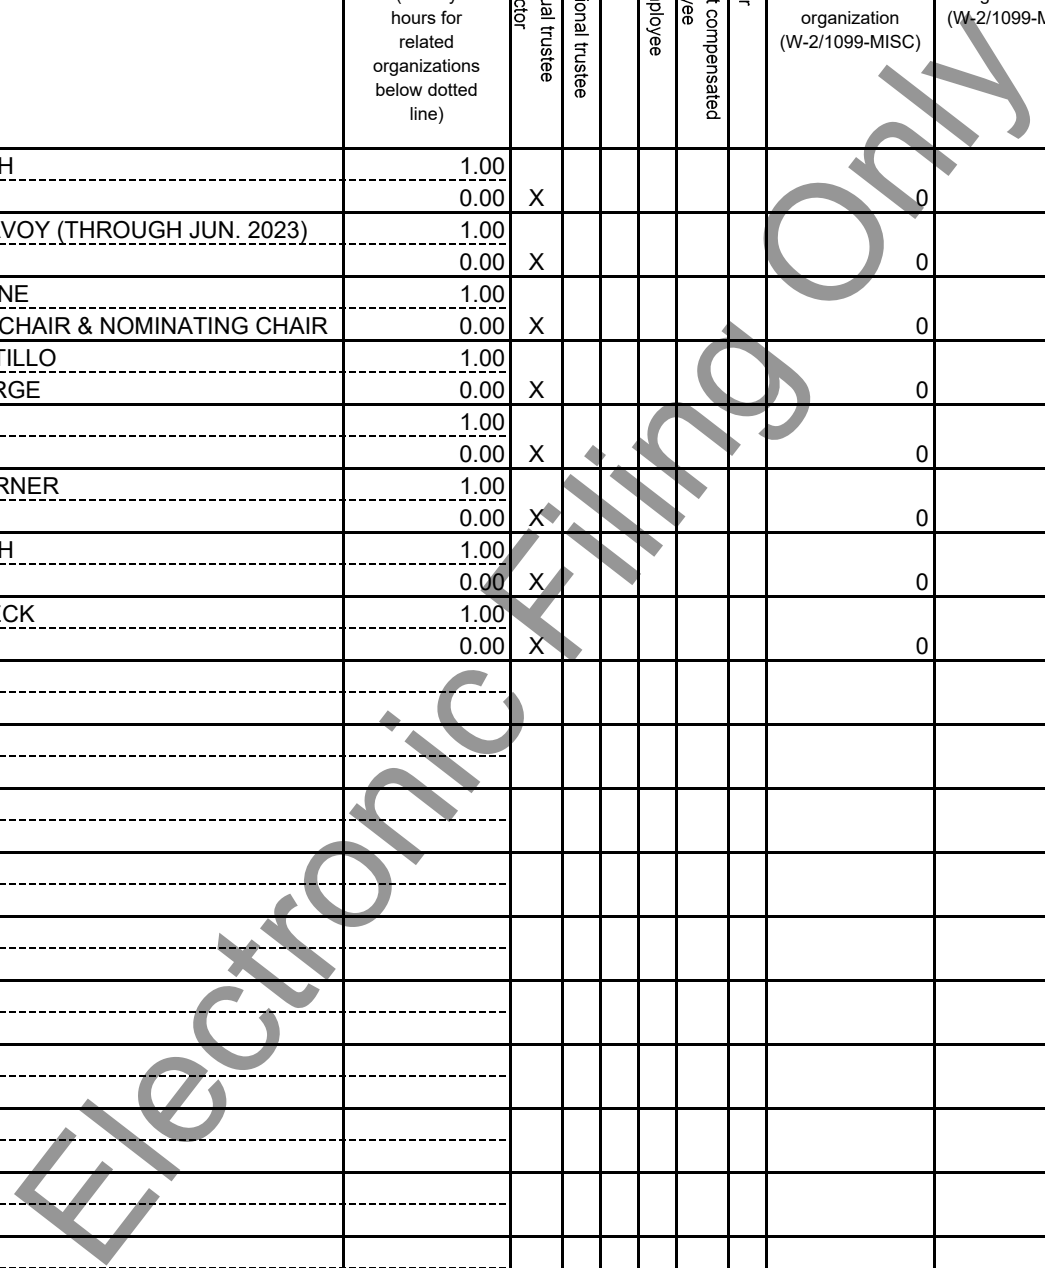 hours for
related
organizations
below dotted
line)
ual trustee
ctor
ional trustee
ployee
t compensated
yee
r
organization
(W-2/1099-MISC)
(W-2/1099-M
H 1.00
0.00 X 0
VOY (THROUGH JUN. 2023) 1.00
0.00 X 0
NE 1.00
CHAIR & NOMINATING CHAIR 0.00 X 0
TILLO 1.00
RGE 0.00 X 0
1.00
0.00 X 0
RNER 1.00
0.00 X 0
H 1.00
0.00 X 0
ECK 1.00
0.00 X 0
Electronic Filing Only